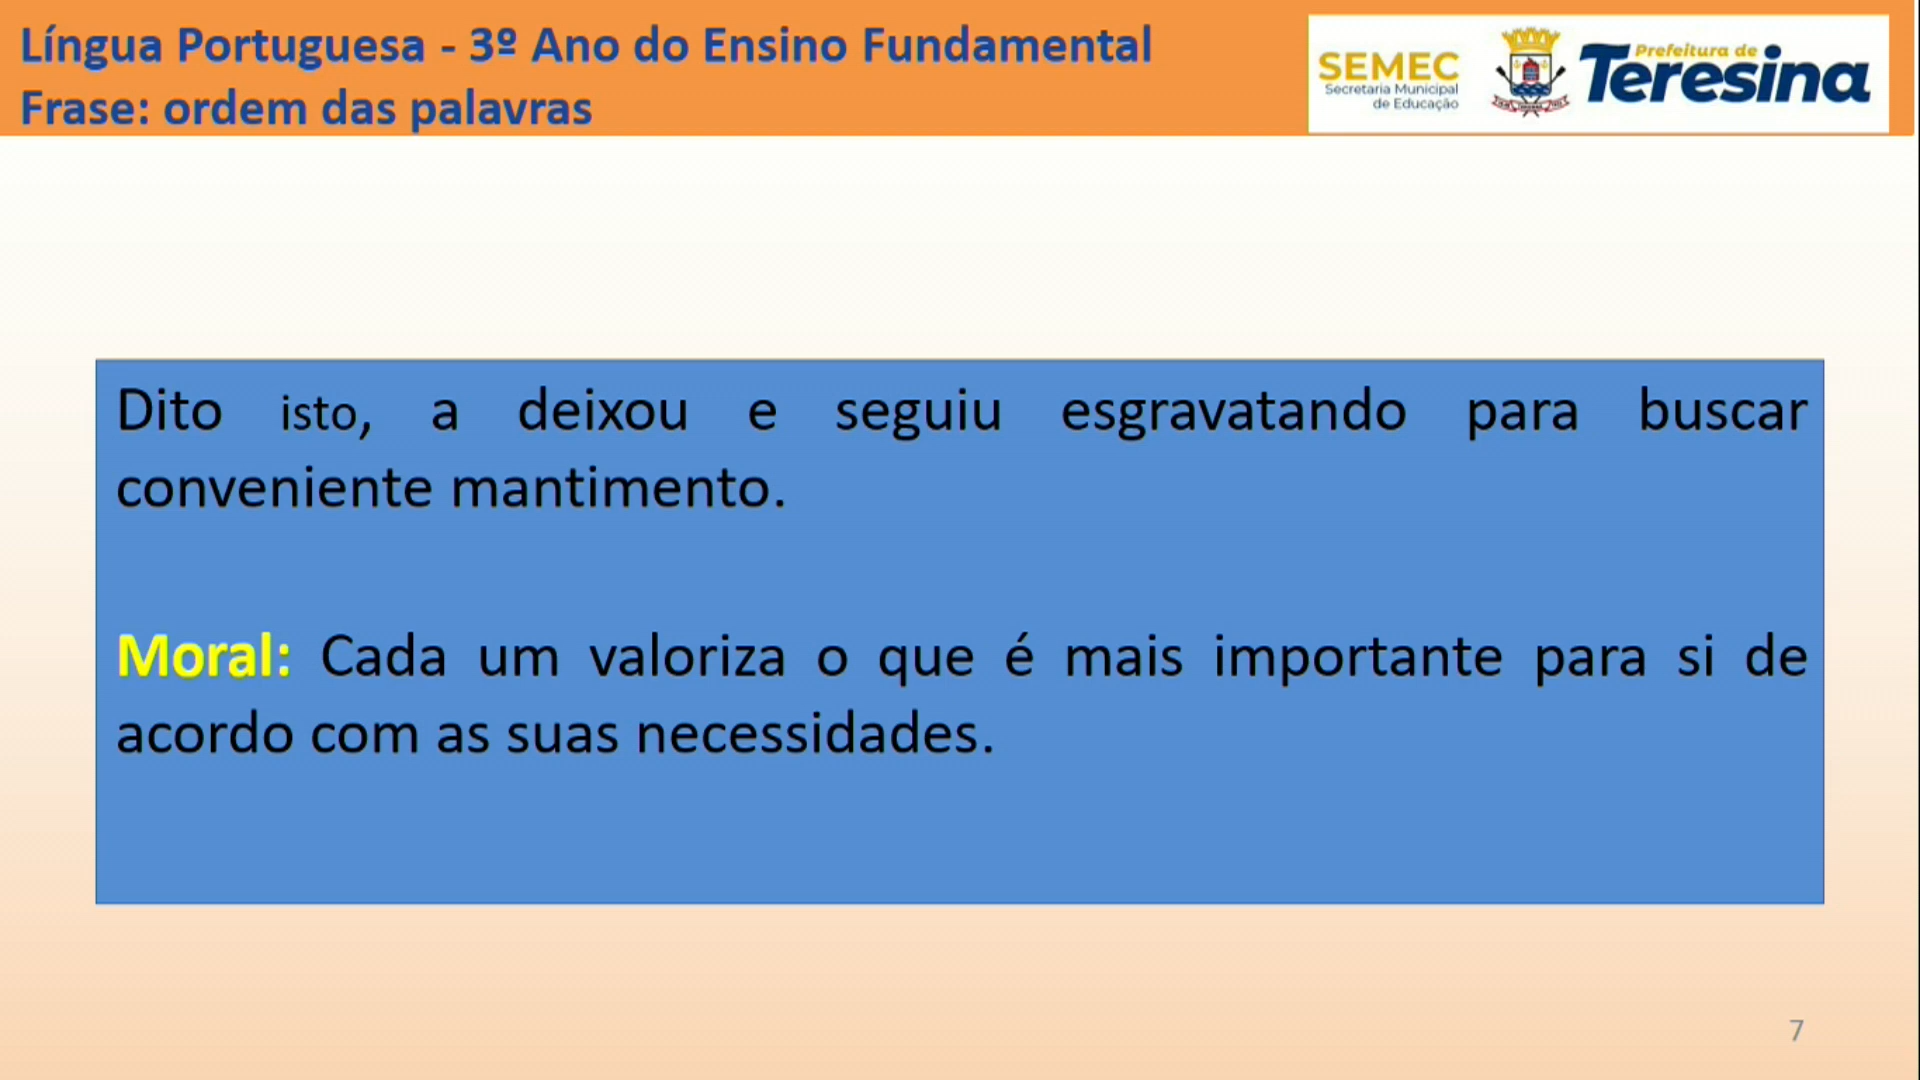 Língua Portuguesa - 3º Ano do Ensino Fundamental
Frase: ordem das palavras
SEMEC
Secretaria Municipal
de Educação
Prefeitura de
Teresina
Dito isto, a deixou e seguiu esgravatando para buscar
conveniente mantimento.
Moral: Cada um valoriza o que é mais importante para si de
acordo com as suas necessidades.
7